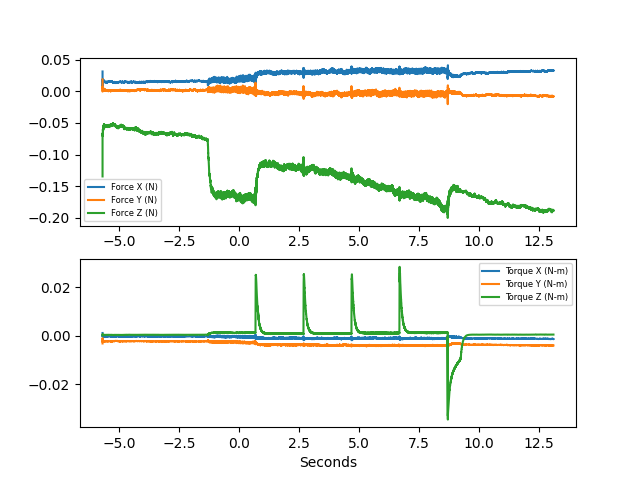 0.05
0.00
−0.05
−0.10
−0.15
−0.20
Force X (N)
Force Y (N)
Force Z (N)
−5.0 −2.5 0.0 2.5 5.0 7.5 10.0 12.5
0.02
0.00
−0.02
Torque X (N-m)
Torque Y (N-m)
Torque Z (N-m)
−5.0 −2.5 0.0 2.5 5.0 7.5 10.0 12.5
Seconds